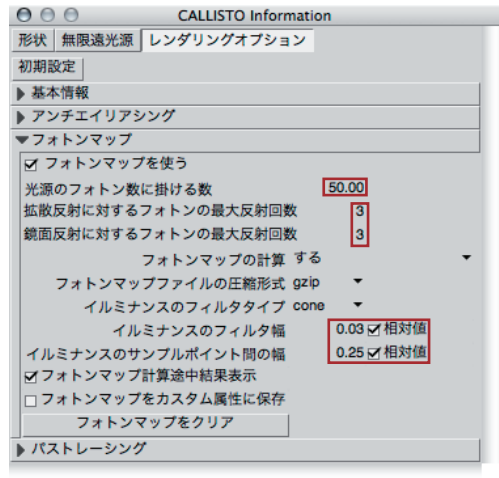 CALLISTO Information
形状 無限遠光源 レンダリングオプション
初期設定
基本情報
アンチエイリアシング
フォトンマップ
フォトンマップを使う
光源のフォトン数に掛ける数 50.00
拡散反射に対するフォトンの最大反射回数 3
鏡面反射に対するフォトンの最大反射回数 3
フォトンマップの計算 する
フォトンマップファイルの圧縮形式 gzip
イルミナンスのフィルタタイプ cone
イルミナンスのフィルタ幅 0.03 相対値
イルミナンスのサンプルポイント間の幅 0.25 相対値
フォトンマップ計算途中結果表示
フォトンマップをカスタム属性に保存
フォトンマップをクリア
パストレーシング